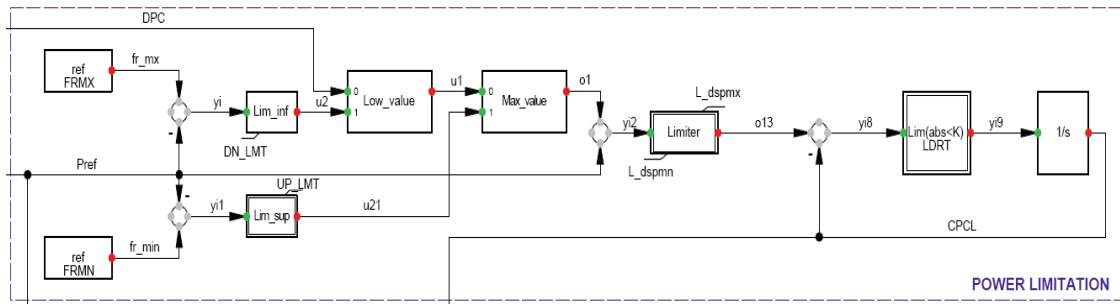 DPC
ref
FRMX
fr_mx
yi
Lim_inf
DN_LMT
u2
0
1
Low_value
u1
0
1
Max_value
o1
yi2
L_dspmx
Limiter
L_dspmn
o13
yi8
Lim(abs<K)
LDRT
yi9
1/s
-
-
-
Pref
UP_LMT
yi1
Lim_sup
u21
ref
FRMN
fr_min
CPCL
POWER LIMITATION